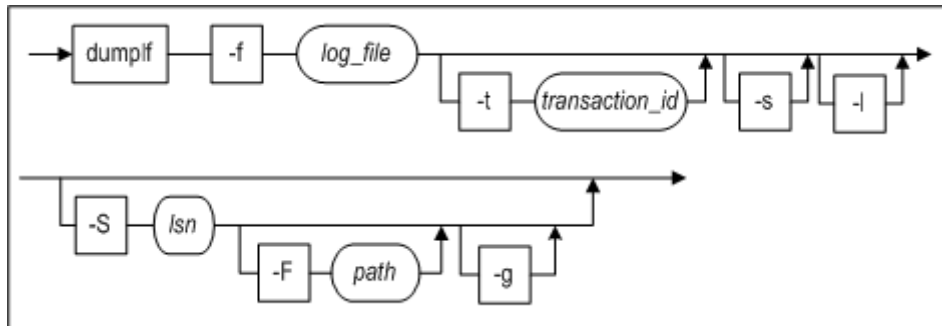 dumplf -f log_file
-t transaction_id -s -l
-S lsn
-F path -g